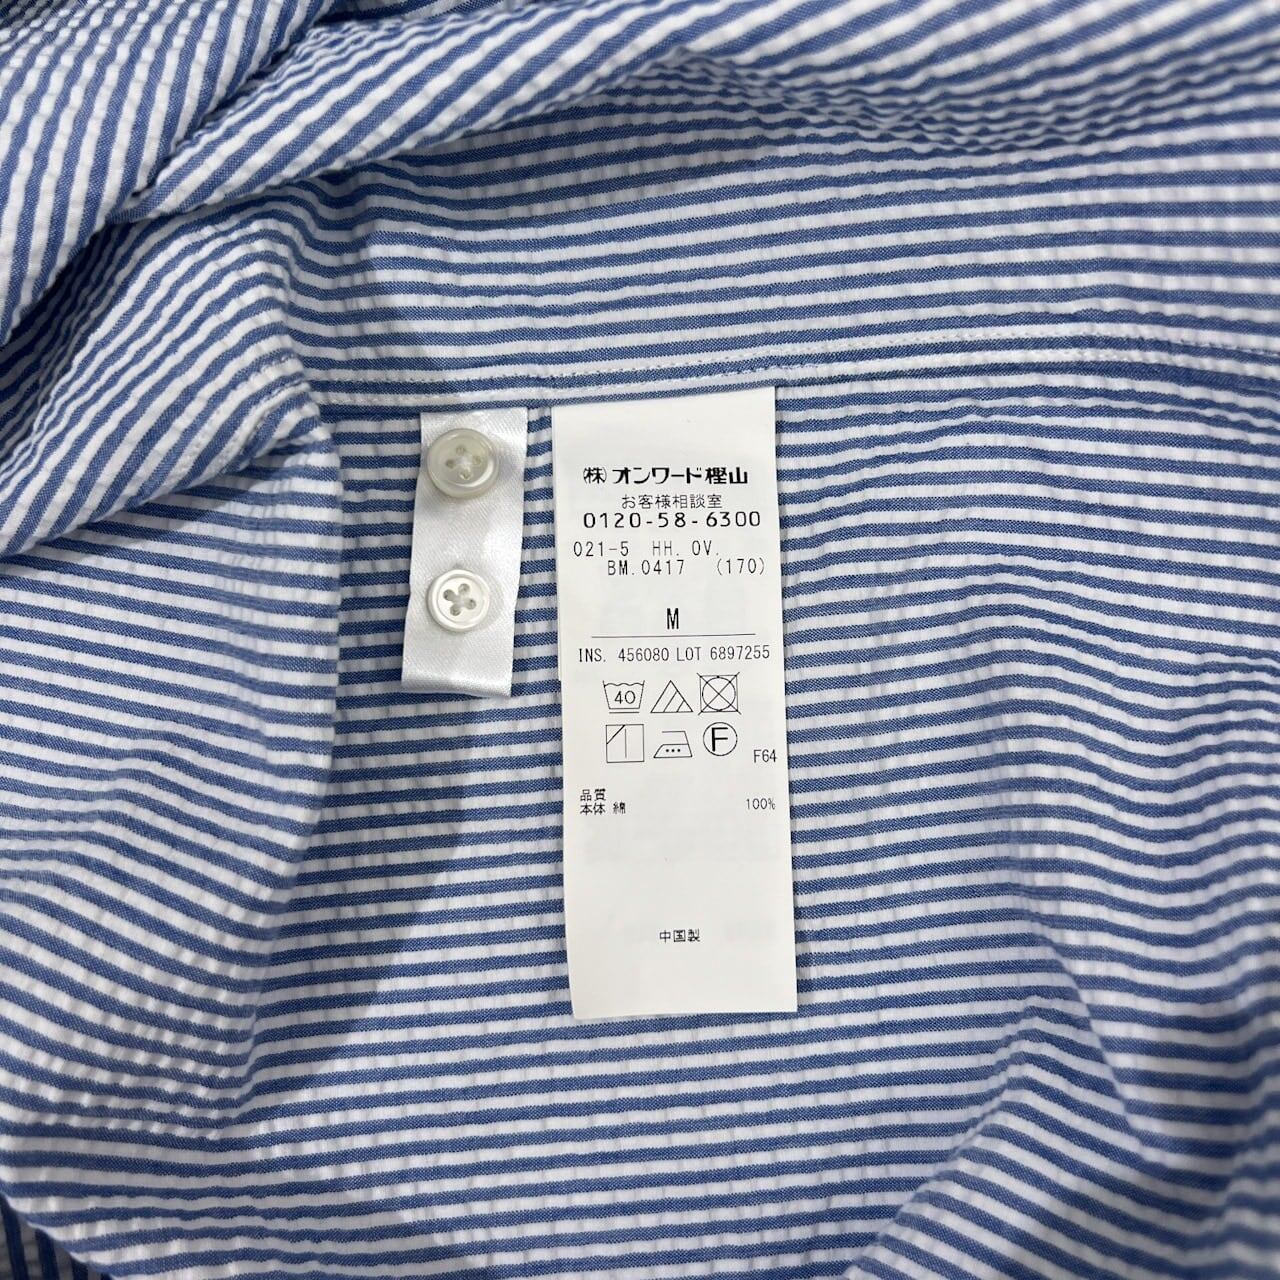 ㈱オンワード樫山
お客様相談室
0120-58-6300
021-5 HH. OV.
BM.0417 (170)
M
INS. 456080 LOT 6897255
40
F
F64
品質
本体 綿 100%
中国製